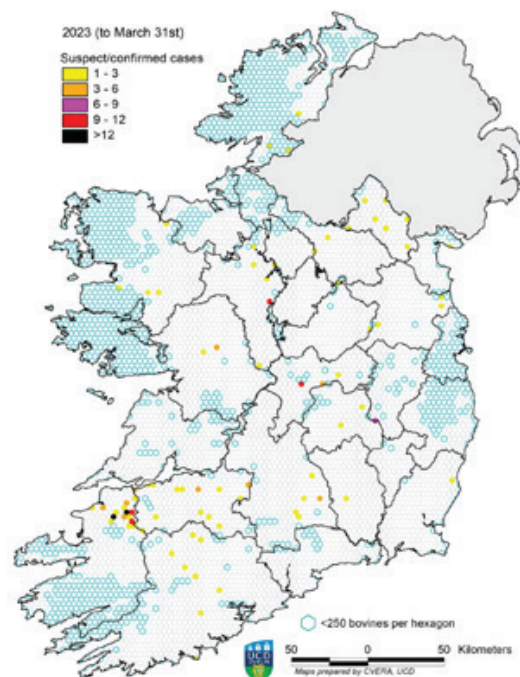 2023 (to March 31st)
Suspect/confirmed cases
1 - 3
3 - 6
6 - 9
9 - 12
>12
<250 bovines per hexagon
50 0 50 Kilometers
UCD
Maps prepared by CVERA, UCD